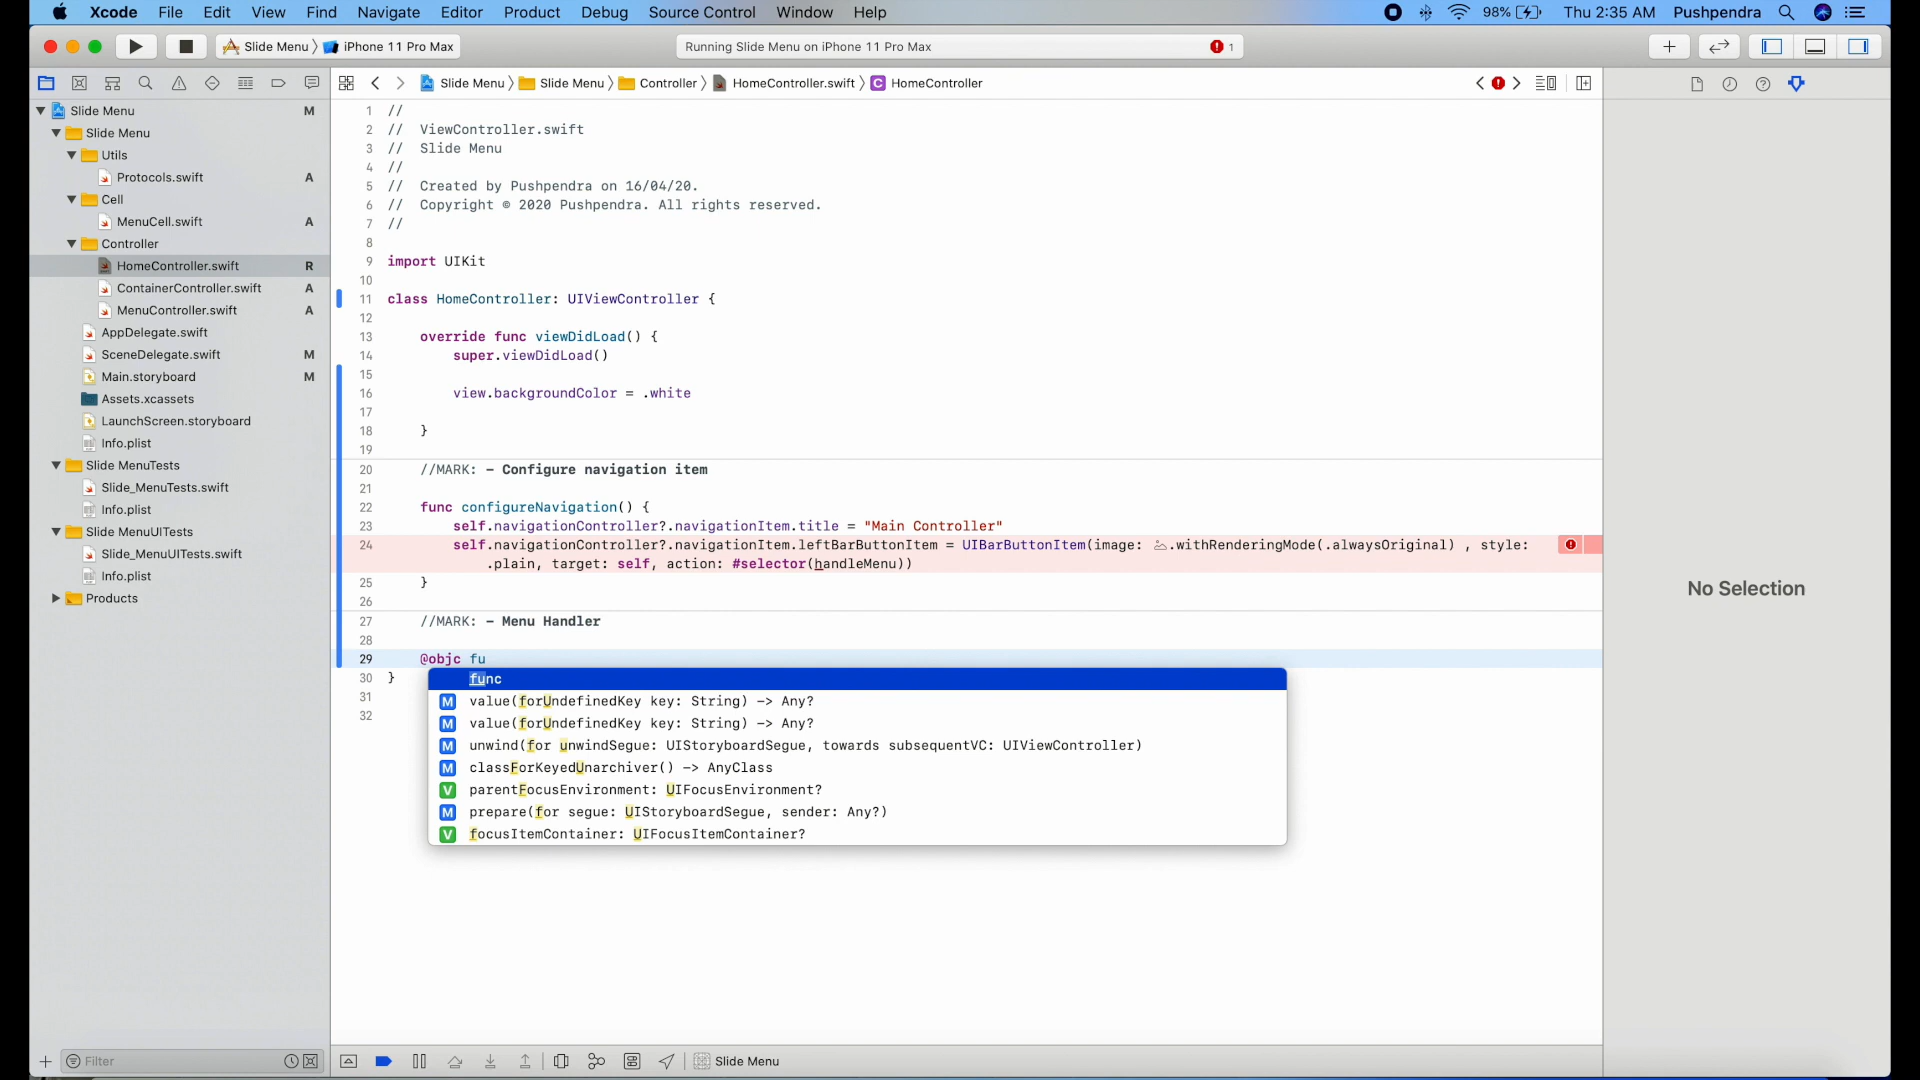 Xcode File Edit View Find Navigate Editor Product Debug Source Control Window Help 98% Thu 2:35 AM Pushpendra
Slide Menu iPhone 11 Pro Max Running Slide Menu on iPhone 11 Pro Max 1
Slide Menu Slide Menu Controller HomeController.swift C HomeController
Slide Menu M
Slide Menu
Utils
Protocols.swift A
Cell
MenuCell.swift A
Controller
HomeController.swift R
ContainerController.swift A
MenuController.swift A
AppDelegate.swift
SceneDelegate.swift M
Main.storyboard M
Assets.xcassets
LaunchScreen.storyboard
Info.plist
Slide MenuTests
Slide_MenuTests.swift
Info.plist
Slide MenuUITests
Slide_MenuUITests.swift
Info.plist
Products
Filter
1 //
2 // ViewController.swift
3 // Slide Menu
4 //
5 // Created by Pushpendra on 16/04/20.
6 // Copyright © 2020 Pushpendra. All rights reserved.
7 //
8
9 import UIKit
10
11 class HomeController: UIViewController {
12
13 override func viewDidLoad() {
14 super.viewDidLoad()
15
16 view.backgroundColor = .white
17
18 }
19
20 //MARK: - Configure navigation item
21
22 func configureNavigation() {
23 self.navigationController?.navigationItem.title = "Main Controller"
24 self.navigationController?.navigationItem.leftBarButtonItem = UIBarButtonItem(image: .withRenderingMode(.alwaysOriginal) , style:
.plain, target: self, action: #selector(handleMenu))
25 }
26
27 //MARK: - Menu Handler
28
29 @objc fu
30 }
31
32
func
M value(forUndefinedKey key: String) -> Any?
M value(forUndefinedKey key: String) -> Any?
M unwind(for unwindSegue: UIStoryboardSegue, towards subsequentVC: UIViewController)
M classForKeyedUnarchiver() -> AnyClass
V parentFocusEnvironment: UIFocusEnvironment?
M prepare(for segue: UIStoryboardSegue, sender: Any?)
V focusItemContainer: UIFocusItemContainer?
Slide Menu
No Selection